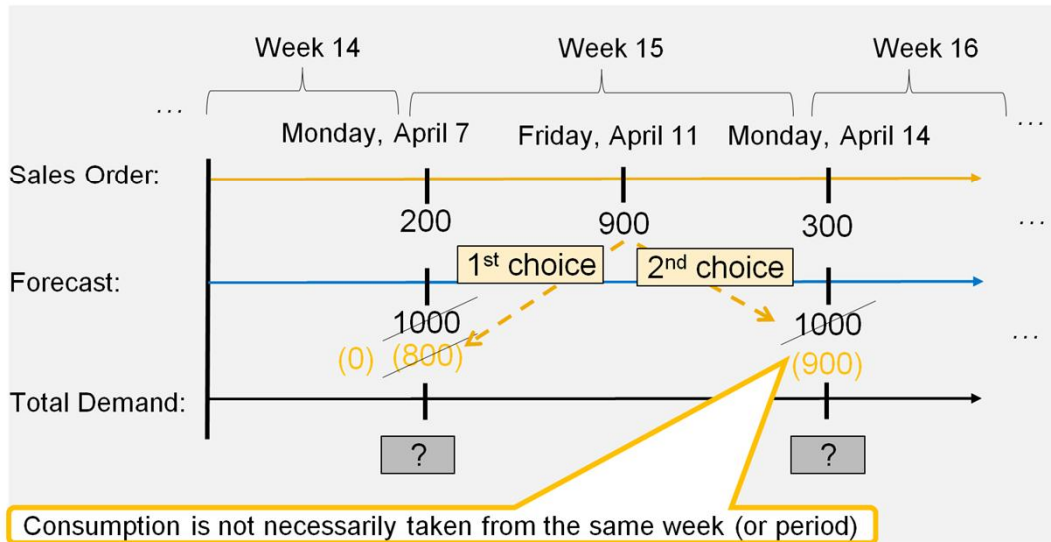 Week 14
Week 15
Week 16
...
...
Monday, April 7
Friday, April 11
Monday, April 14
Sales Order:
200
900
300
...
1st choice
2nd choice
Forecast:
1000
1000
...
(0)
(800)
(900)
Total Demand:
?
?
Consumption is not necessarily taken from the same week (or period)